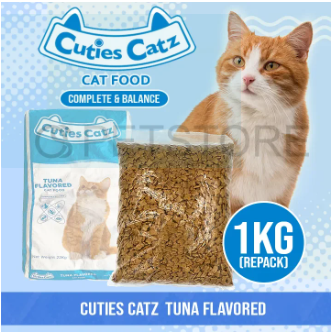 Cuties Catz
CAT FOOD
COMPLETE & BALANCE
Cuties Catz
TUNA
FLAVORED
1KG
[REPACK]
CUTIES CATZ TUNA FLAVORED